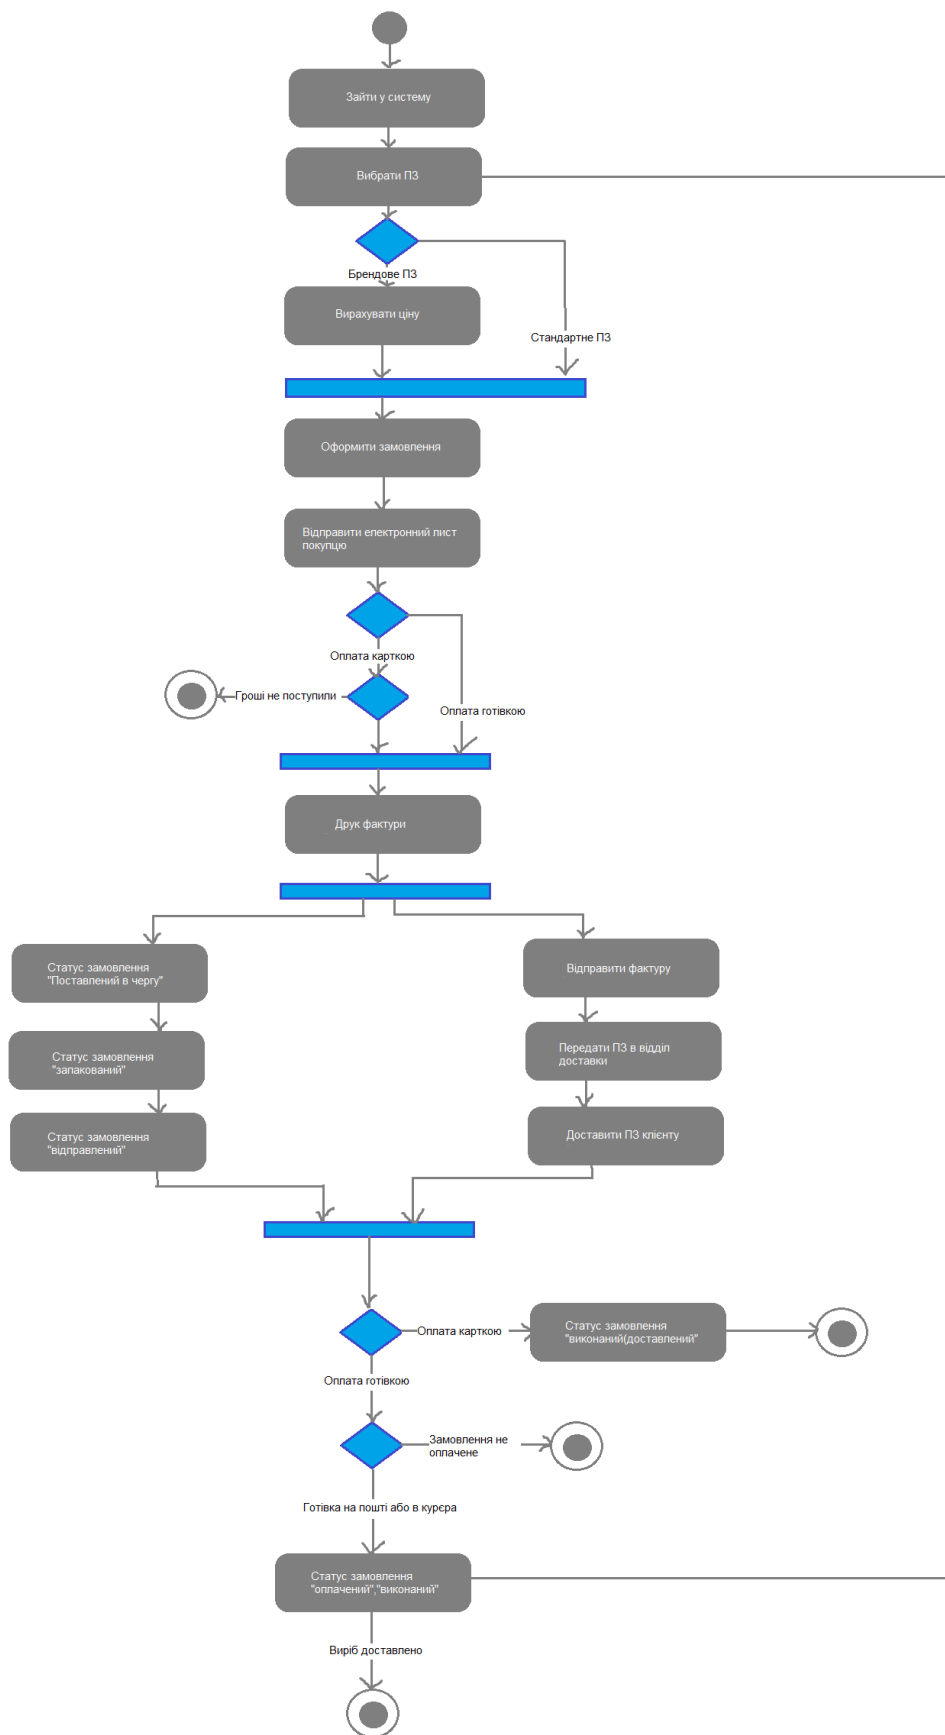 Зайти у систему
Вибрати ПЗ
Брендове ПЗ
Вирахувати ціну
Стандартне ПЗ
Оформити замовлення
Відправити електронний лист
покупцю
Оплата карткою
Гроші не поступили
Оплата готівкою
Друк фактури
Статус замовлення
"Поставлений в чергу"
Відправити фактуру
Статус замовлення
"запакований"
Передати ПЗ в відділ
доставки
Статус замовлення
"відправлений"
Доставити ПЗ клієнту
Оплата карткою
Статус замовлення
"виконаний(доставлений"
Оплата готівкою
Замовлення не
оплачене
Готівка на пошті або в курєра
Статус замовлення
"оплачений","виконаний"
Виріб доставлено